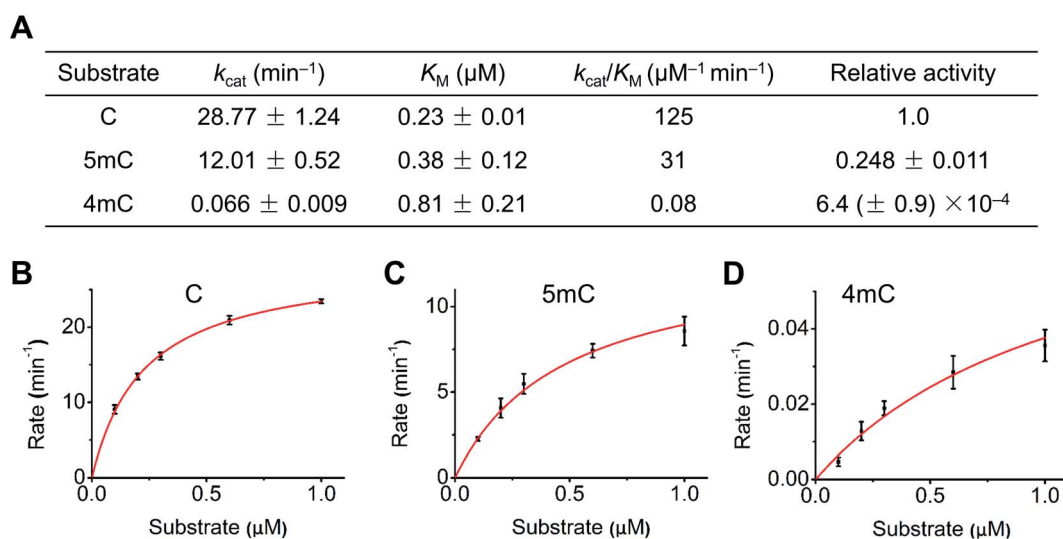 A
Substrate kcat (min–1) KM (μM) kcat/KM (μM–1 min–1) Relative activity
C 28.77 ± 1.24 0.23 ± 0.01 125 1.0
5mC 12.01 ± 0.52 0.38 ± 0.12 31 0.248 ± 0.011
4mC 0.066 ± 0.009 0.81 ± 0.21 0.08 6.4 (± 0.9) ×10–4
B
C
Rate (min-1)
20
10
0
0.0 0.5 1.0
Substrate (μM)
C
5mC
Rate (min-1)
10
5
0
0.0 0.5 1.0
Substrate (μM)
D
4mC
Rate (min-1)
0.04
0.02
0.00
0.0 0.5 1.0
Substrate (μM)